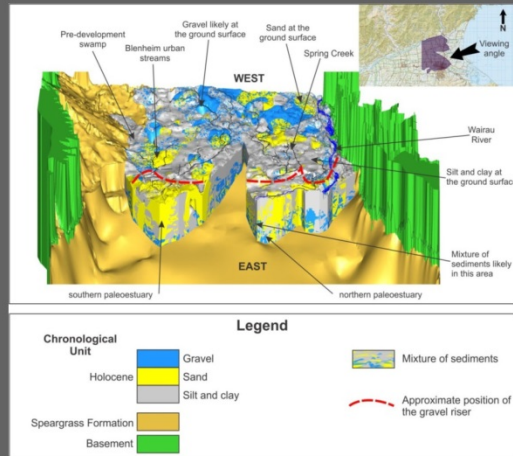 Pre-development
swamp
Blenheim urban
streams
Gravel likely at
the ground surface
Sand at the
ground surface
Spring Creek
N
Viewing
angle
WEST
Wairau
River
Silt and clay at
the ground surface
Mixture of
sediments likely
in this area
EAST
southern paleoestuary
northern paleoestuary
Legend
Chronological
Unit
Holocene
Gravel
Sand
Silt and clay
Speargrass Formation
Basement
Mixture of sediments
Approximate position of
the gravel riser